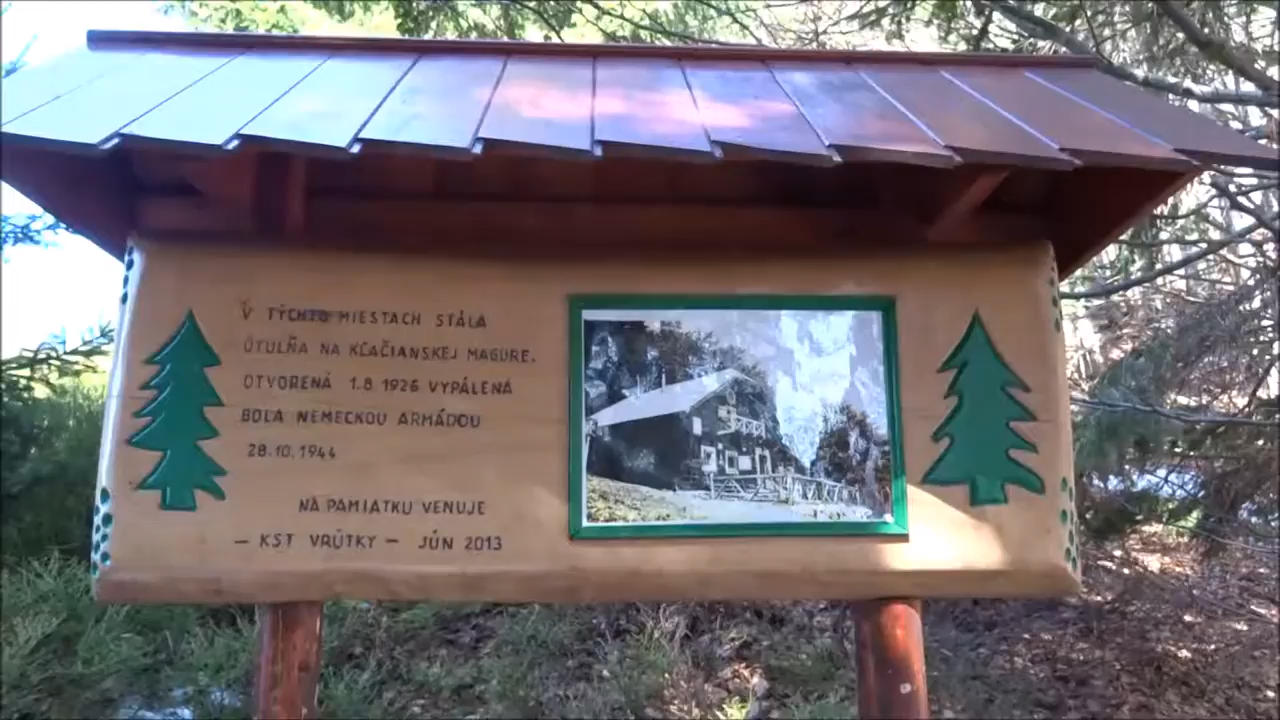 V TÝCHTO MIESTACH STÁLA
ÚTULŇA NA KĽAČIANSKEJ MAGURE.
OTVORENÁ 1.8 1926 VYPÁLENÁ
BOLA NEMECKOU ARMÁDOU
28.10.1944
NA PAMIATKU VENUJE
– KST VRÚTKY – JÚN 2013